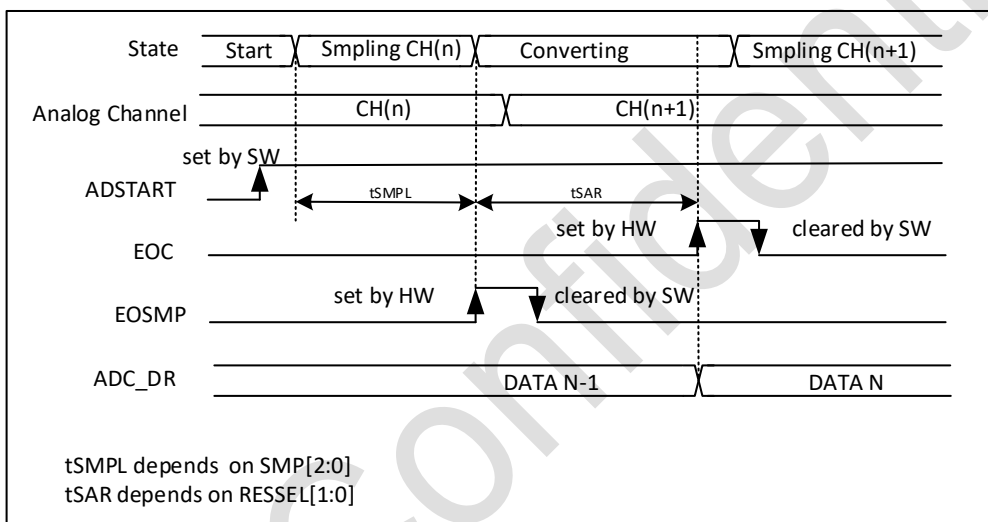 State Start Smpling CH(n) Converting Smpling CH(n+1)
Analog Channel CH(n) CH(n+1)
set by SW
ADSTART
tSMPL tSAR
set by HW cleared by SW
EOC
set by HW cleared by SW
EOSMP
ADC_DR DATA N-1 DATA N
tSMPL depends on SMP[2:0]
tSAR depends on RESSEL[1:0]
Confidenti